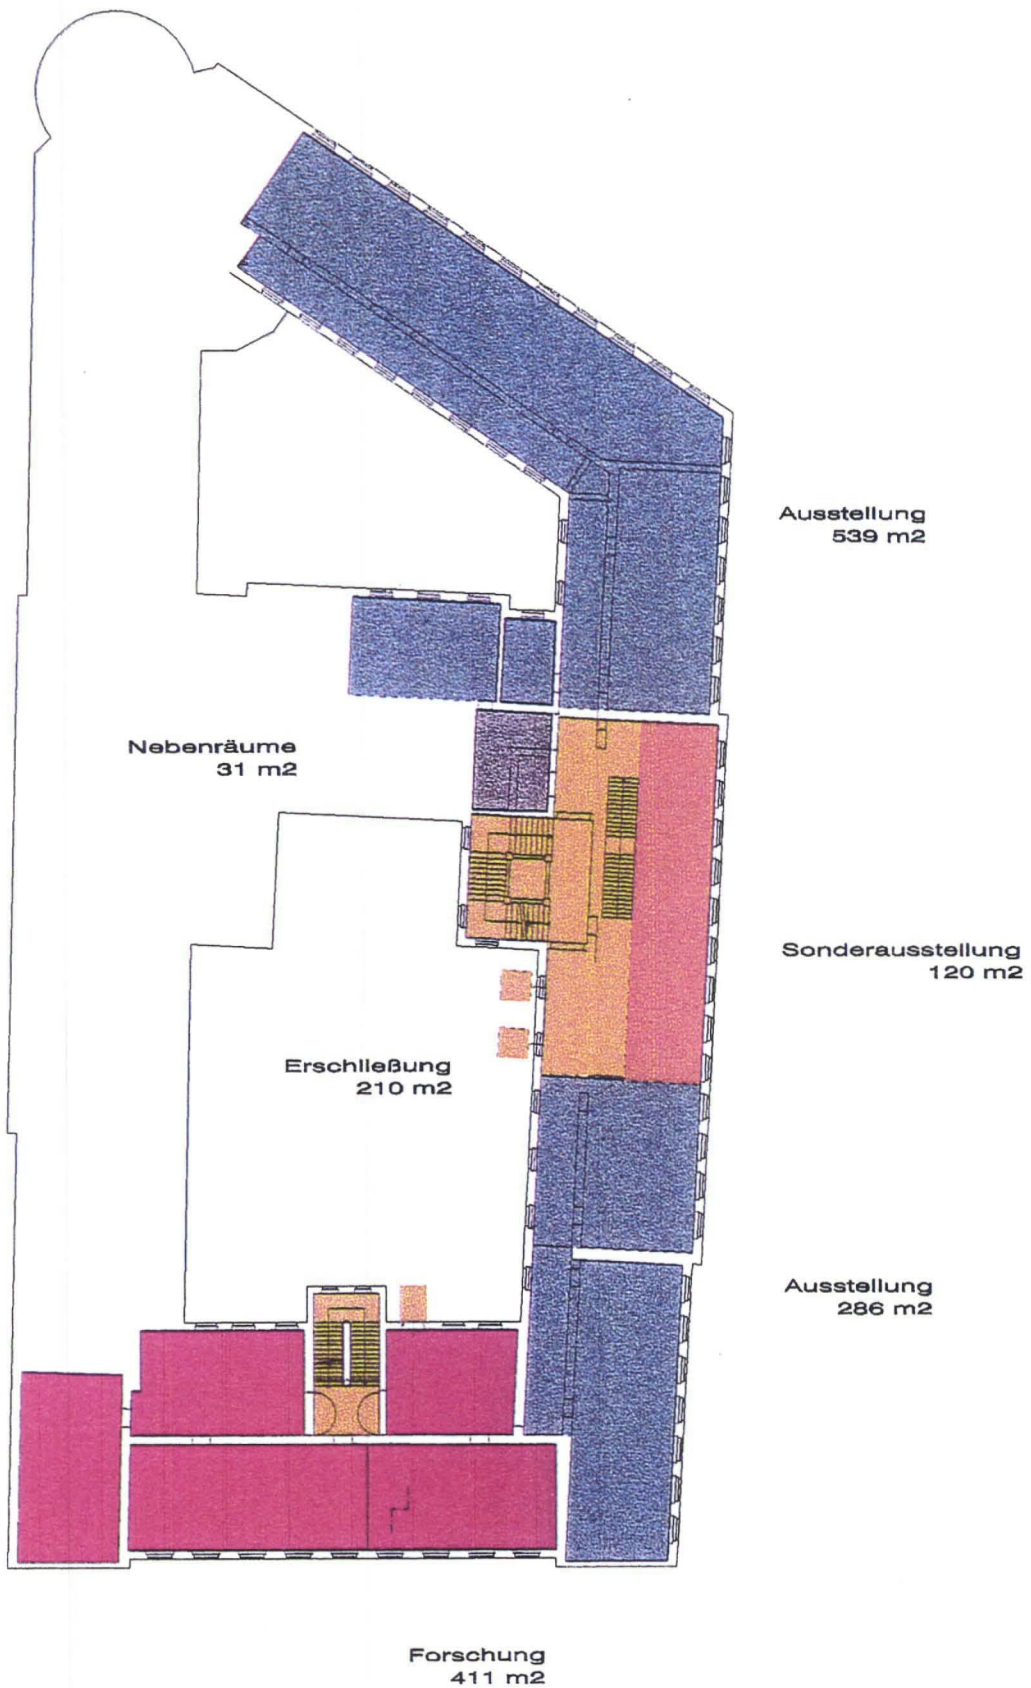 Ausstellung
539 m2
Nebenräume
31 m2
Sonderausstellung
120 m2
Erschließung
210 m2
Ausstellung
286 m2
Forschung
411 m2